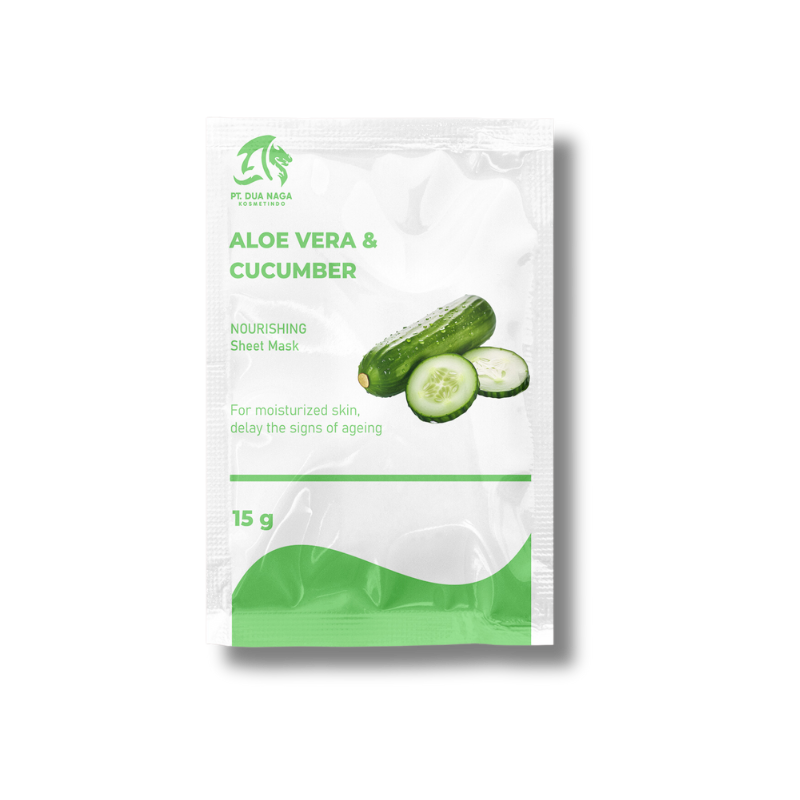 PT. DUA NAGA
KOSMETINDO
ALOE VERA &
CUCUMBER
NOURISHING
Sheet Mask
For moisturized skin,
delay the signs of ageing
15 g